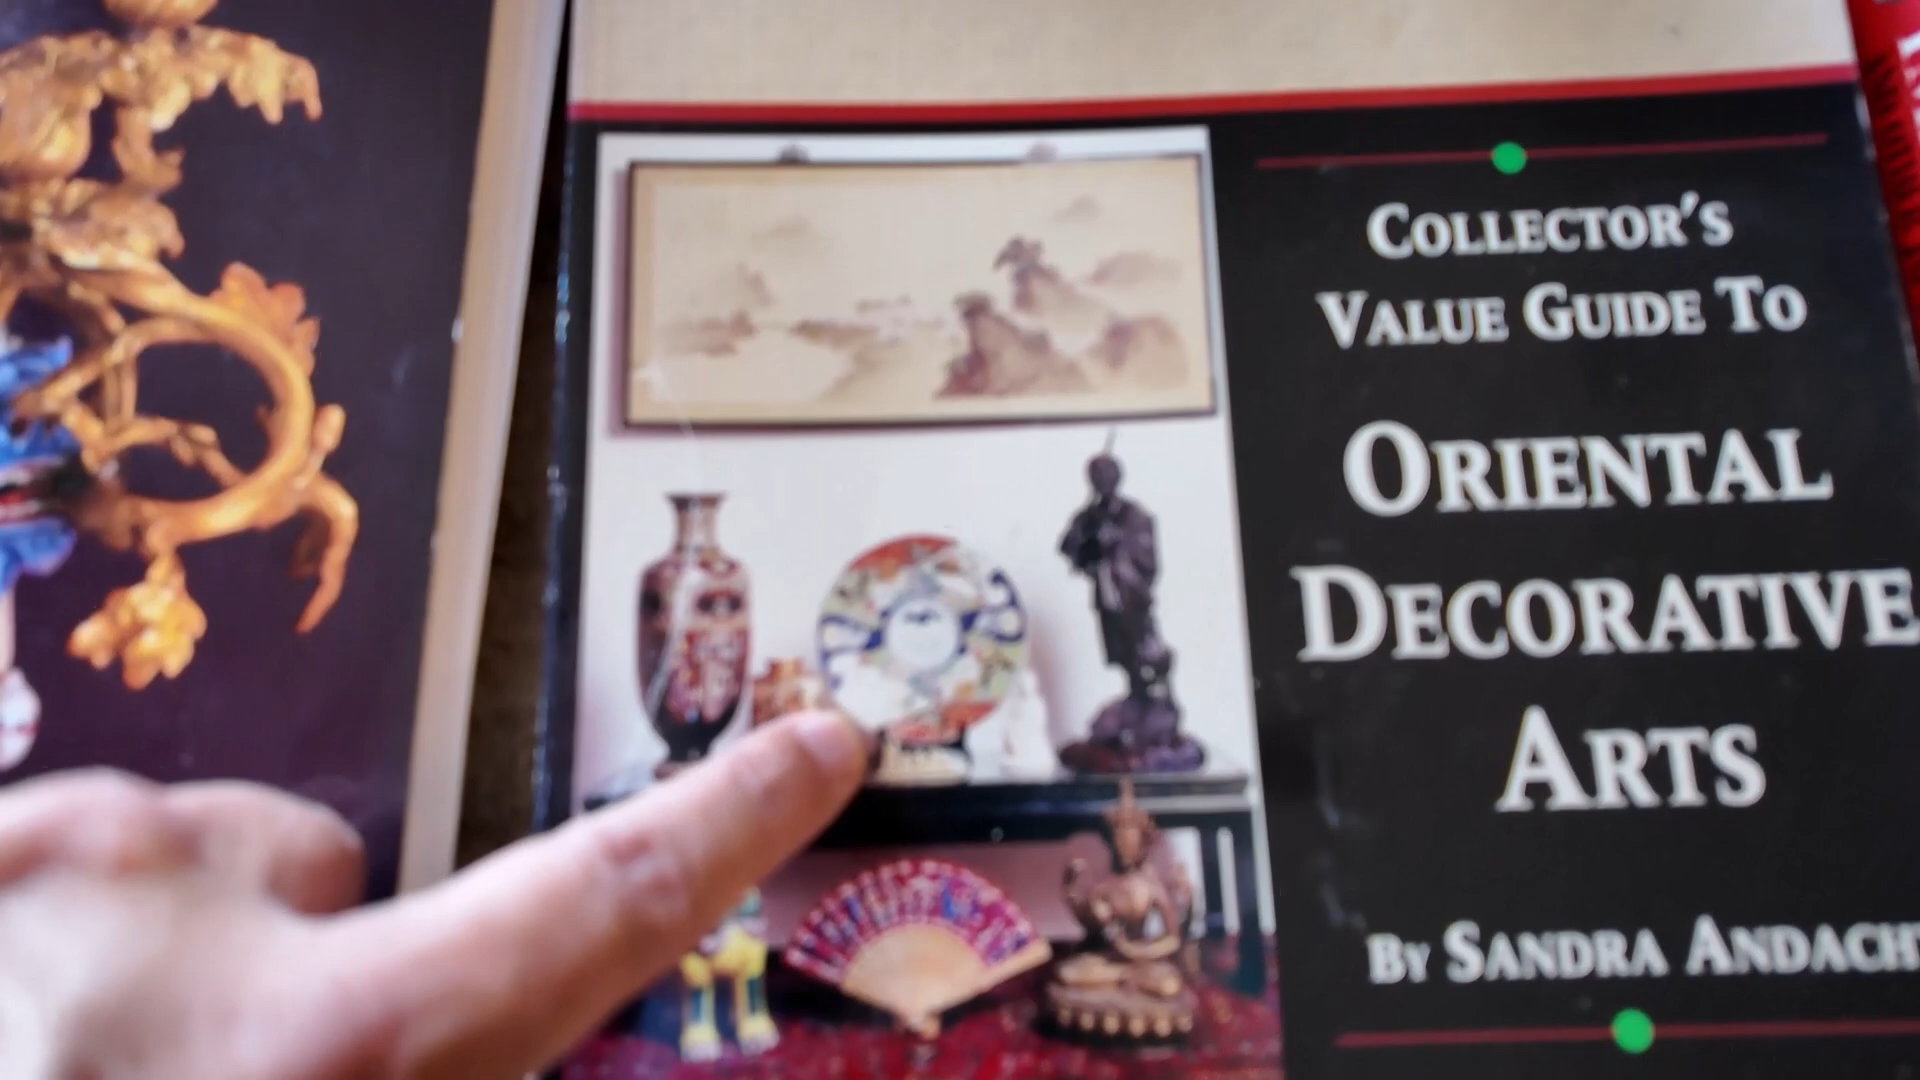 COLLECTOR'S
VALUE GUIDE TO
ORIENTAL
DECORATIVE
ARTS
BY SANDRA ANDACHT